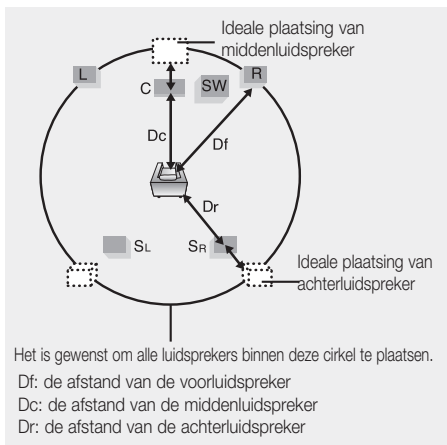 Ideale plaatsing van
middenluidspreker
L
R
C
SW
Dc
Df
Dr
SL
SR
Ideale plaatsing van
achterluidspreker
Het is gewenst om alle luidsprekers binnen deze cirkel te plaatsen.
Df: de afstand van de voorluidspreker
Dc: de afstand van de middenluidspreker
Dr: de afstand van de achterluidspreker